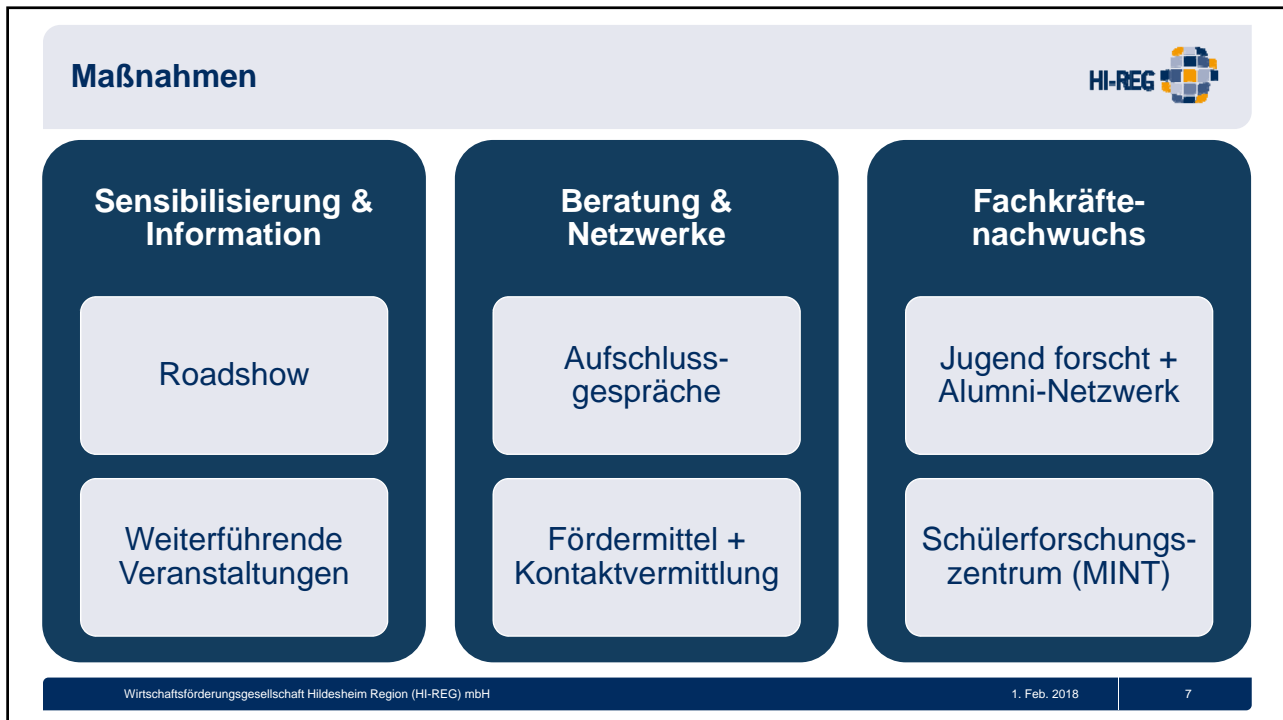 Maßnahmen
HI-REG
Sensibilisierung &
Information
Roadshow
Weiterführende
Veranstaltungen
Beratung &
Netzwerke
Aufschluss-
gespräche
Fördermittel +
Kontaktvermittlung
Fachkräfte-
nachwuchs
Jugend forscht +
Alumni-Netzwerk
Schülerforschungs-
zentrum (MINT)
Wirtschaftsförderungsgesellschaft Hildesheim Region (HI-REG) mbH
1. Feb. 2018
7